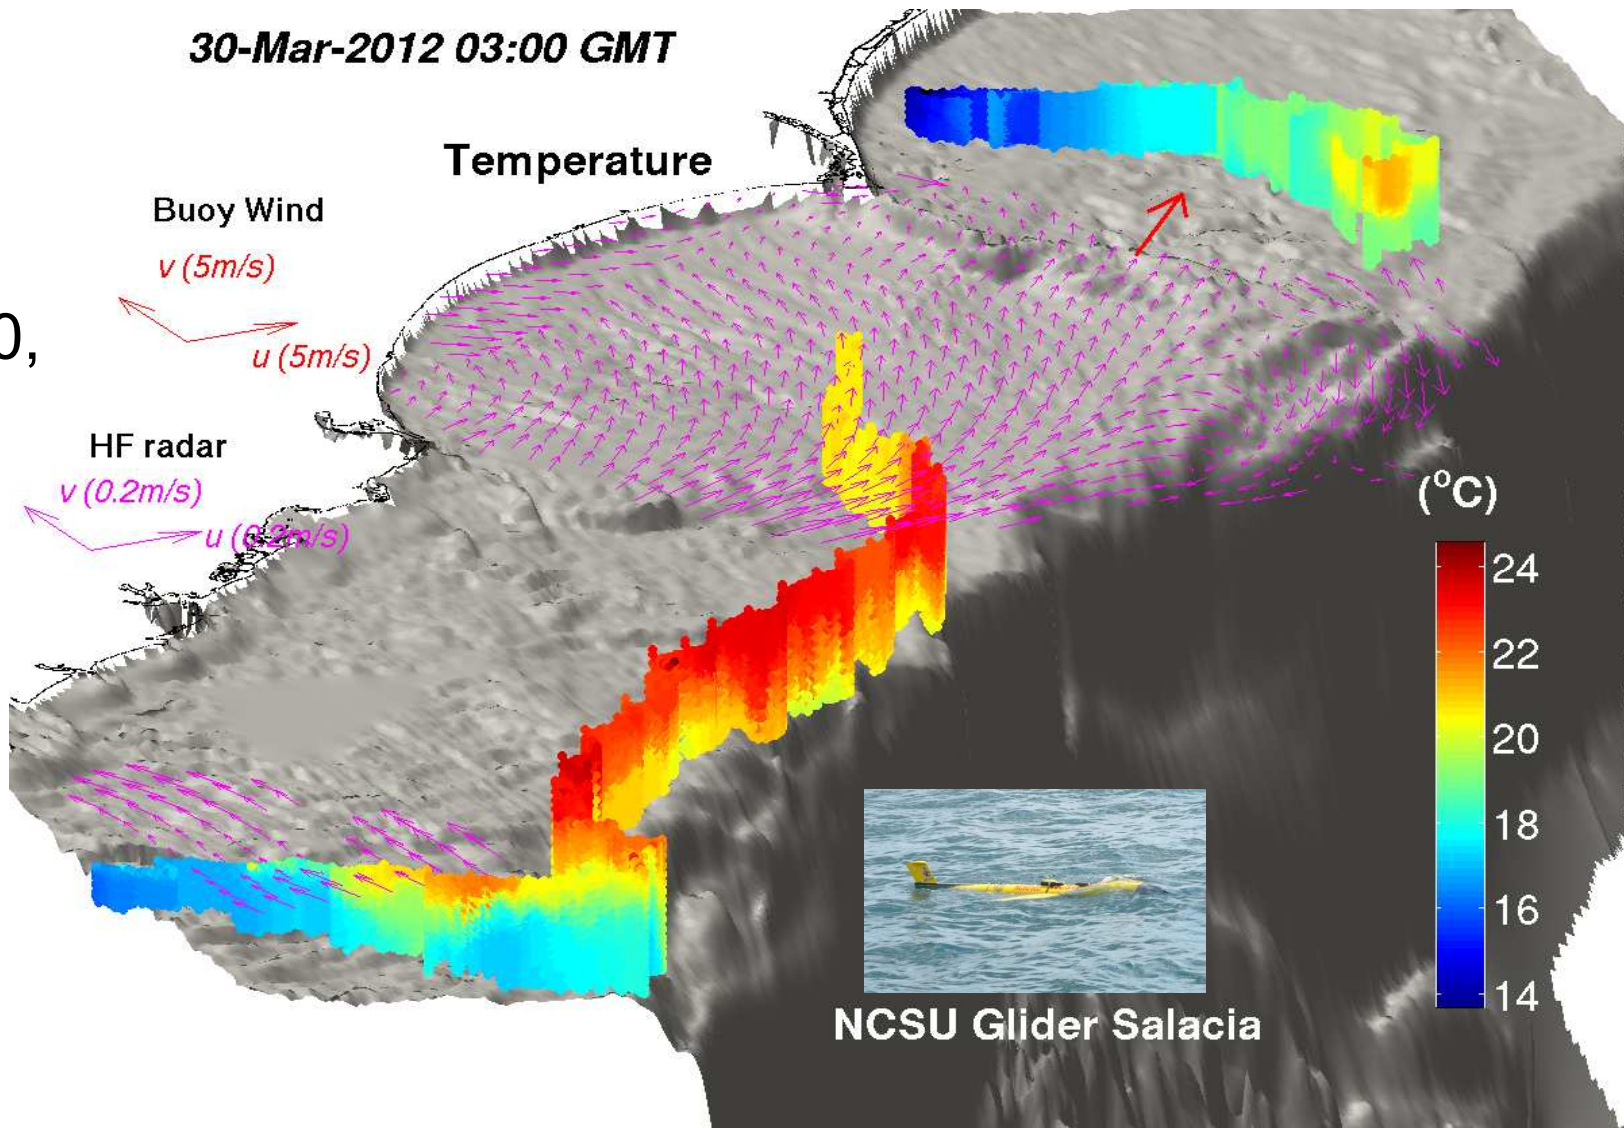 30-Mar-2012 03:00 GMT
Temperature
Buoy Wind
v (5m/s)
0,
u (5m/s)
HF radar
v (0.2m/s)
u (0.2m/s)
(°C)
24
22
20
18
16
14
NCSU Glider Salacia